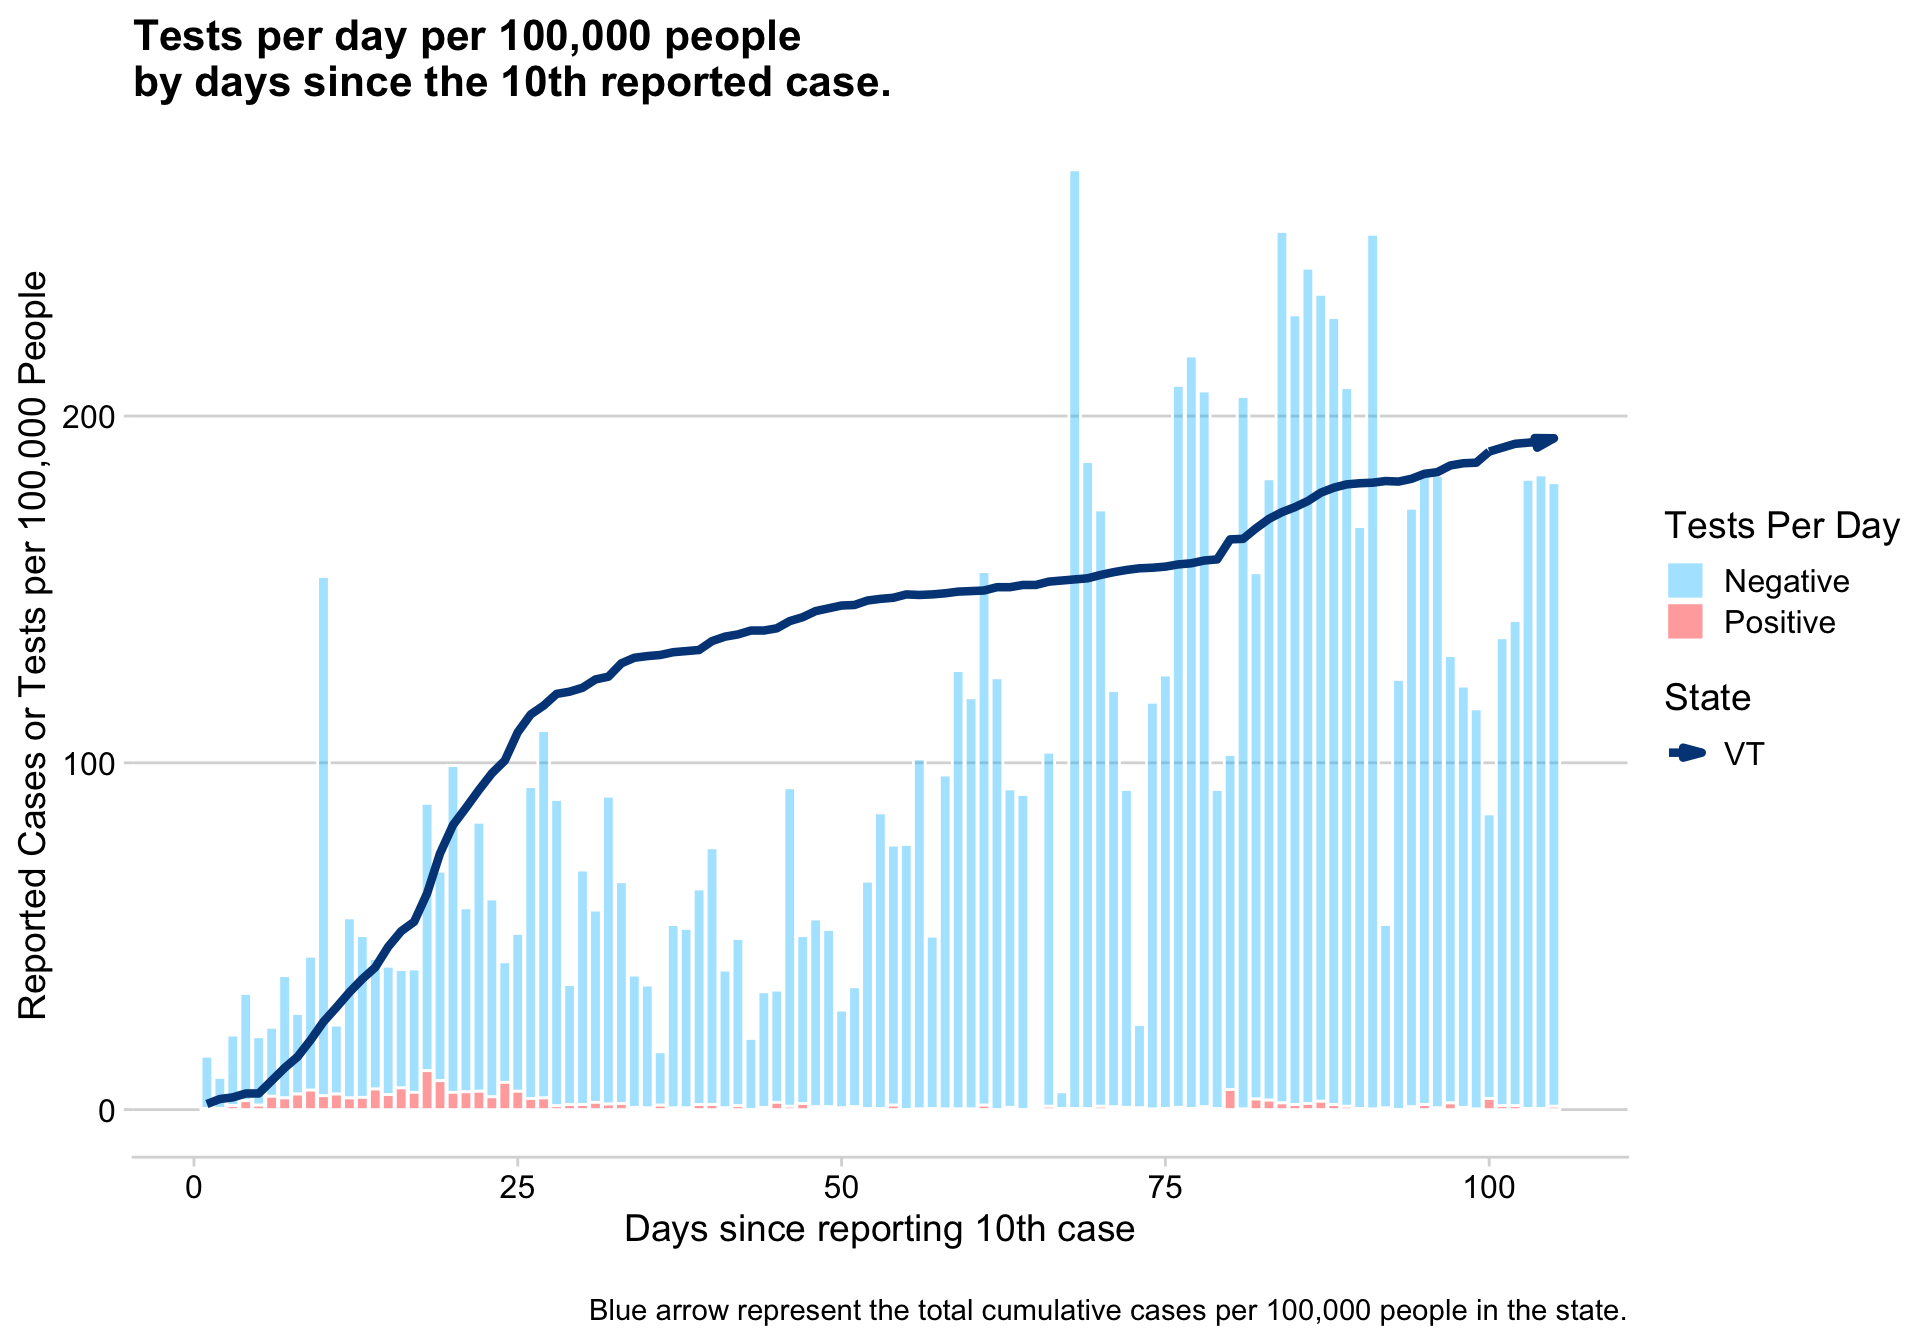 Tests per day per 100,000 people
by days since the 10th reported case.
Reported Cases or Tests per 100,000 People
200
100
0
0
25
50
75
100
Days since reporting 10th case
Tests Per Day
Negative
Positive
State
VT
Blue arrow represent the total cumulative cases per 100,000 people in the state.